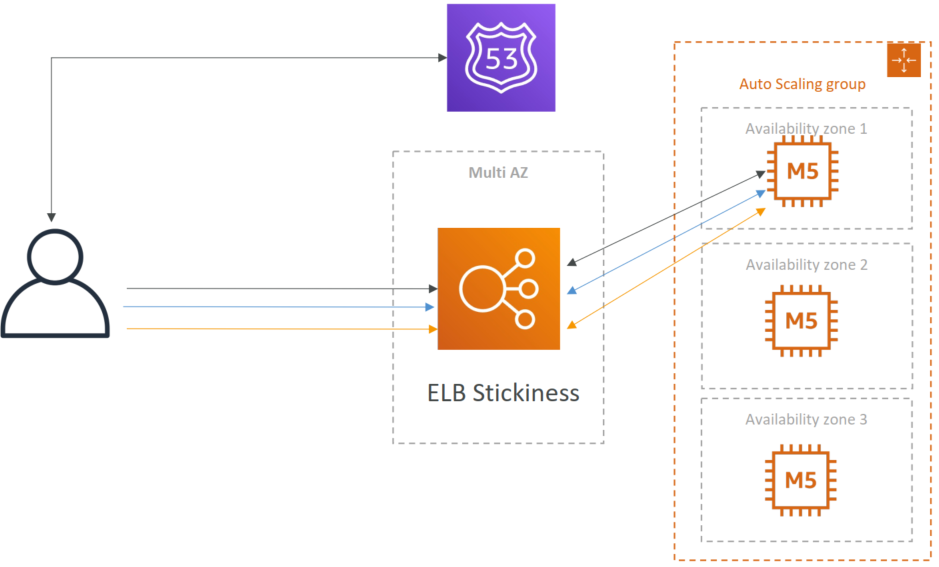 53
Auto Scaling group
Availability zone 1
M5
Multi AZ
ELB Stickiness
Availability zone 2
M5
Availability zone 3
M5